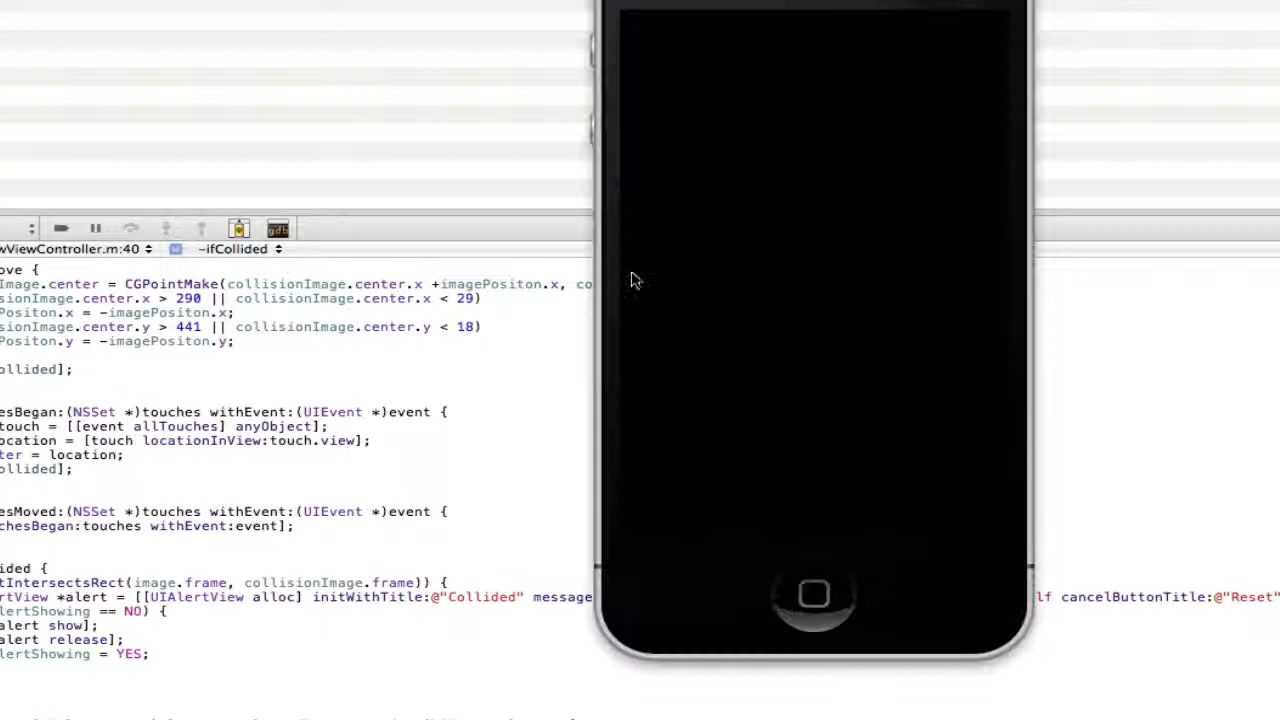 gdb
wViewController.m:40 -ifCollided
ove {
Image.center = CGPointMake(collisionImage.center.x +imagePositon.x, co
sionImage.center.x > 290 || collisionImage.center.x < 29)
Positon.x = -imagePositon.x;
sionImage.center.y > 441 || collisionImage.center.y < 18)
Positon.y = -imagePositon.y;
ollided];
esBegan:(NSSet *)touches withEvent:(UIEvent *)event {
touch = [[event allTouches] anyObject];
ocation = [touch locationInView:touch.view];
ter = location;
ollided];
esMoved:(NSSet *)touches withEvent:(UIEvent *)event {
chesBegan:touches withEvent:event];
ided {
tIntersectsRect(image.frame, collisionImage.frame)) {
rtView *alert = [[UIAlertView alloc] initWithTitle:@"Collided" message lf cancelButtonTitle:@"Reset"
lertShowing == NO) {
alert show];
alert release];
lertShowing = YES;